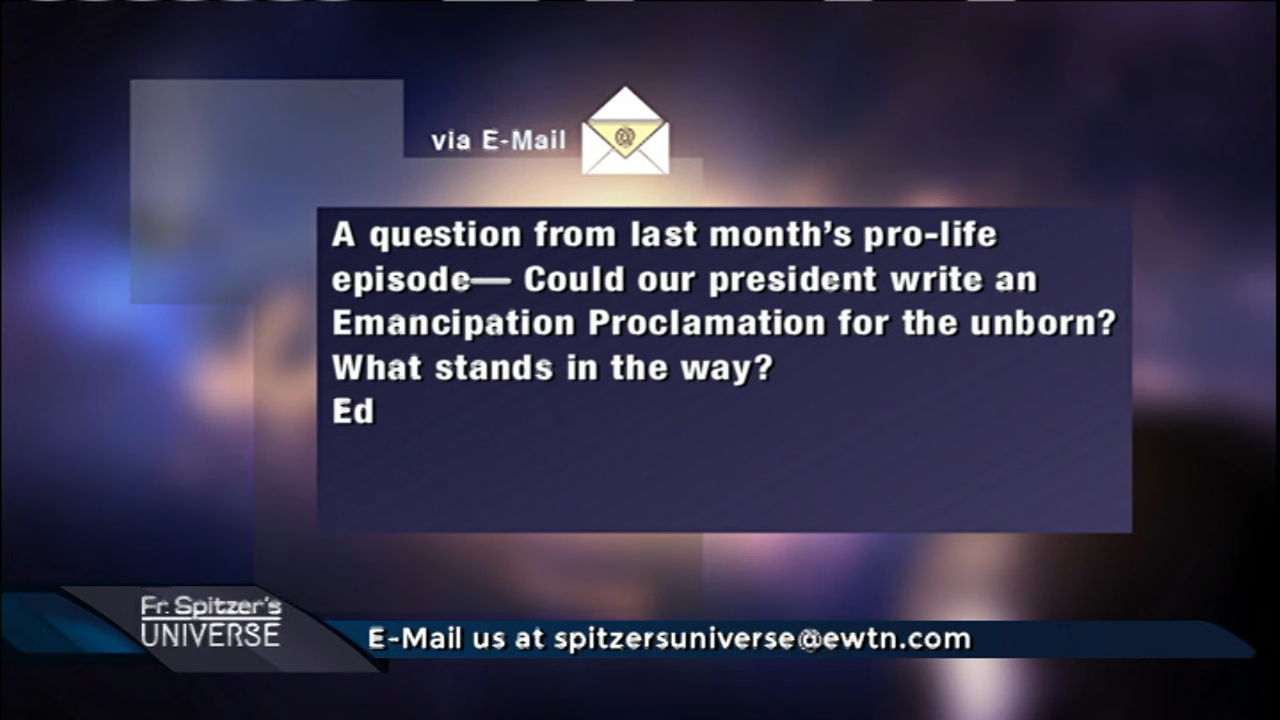 via E-Mail
A question from last month's pro-life
episode— Could our president write an
Emancipation Proclamation for the unborn?
What stands in the way?
Ed
Fr. Spitzer's
UNIVERSE
E-Mail us at spitzersuniverse@ewtn.com